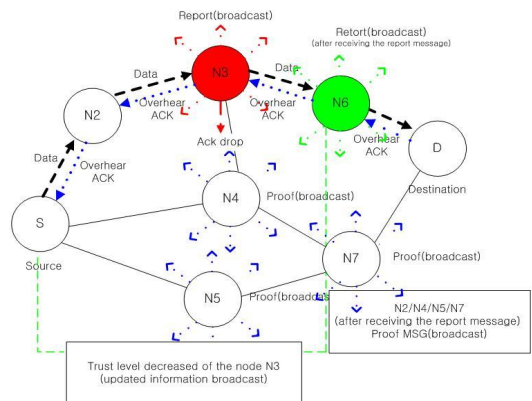 Report(broadcast)
Retort(broadcast)
(after receiving the report message)
Data
N3
Data
N6
N2
Overhear
ACK
Overhear
ACK
Data
Overhear
ACK
Ack drop
Overhear
ACK
D
Destination
N4
Proof(broadcast)
S
Source
N7
Proof(broadcast)
N5
Proof(broadcast
N2/N4/N5/N7
(after receiving the report message)
Proof MSG(broadcast)
Trust level decreased of the node N3
(updated information broadcast)